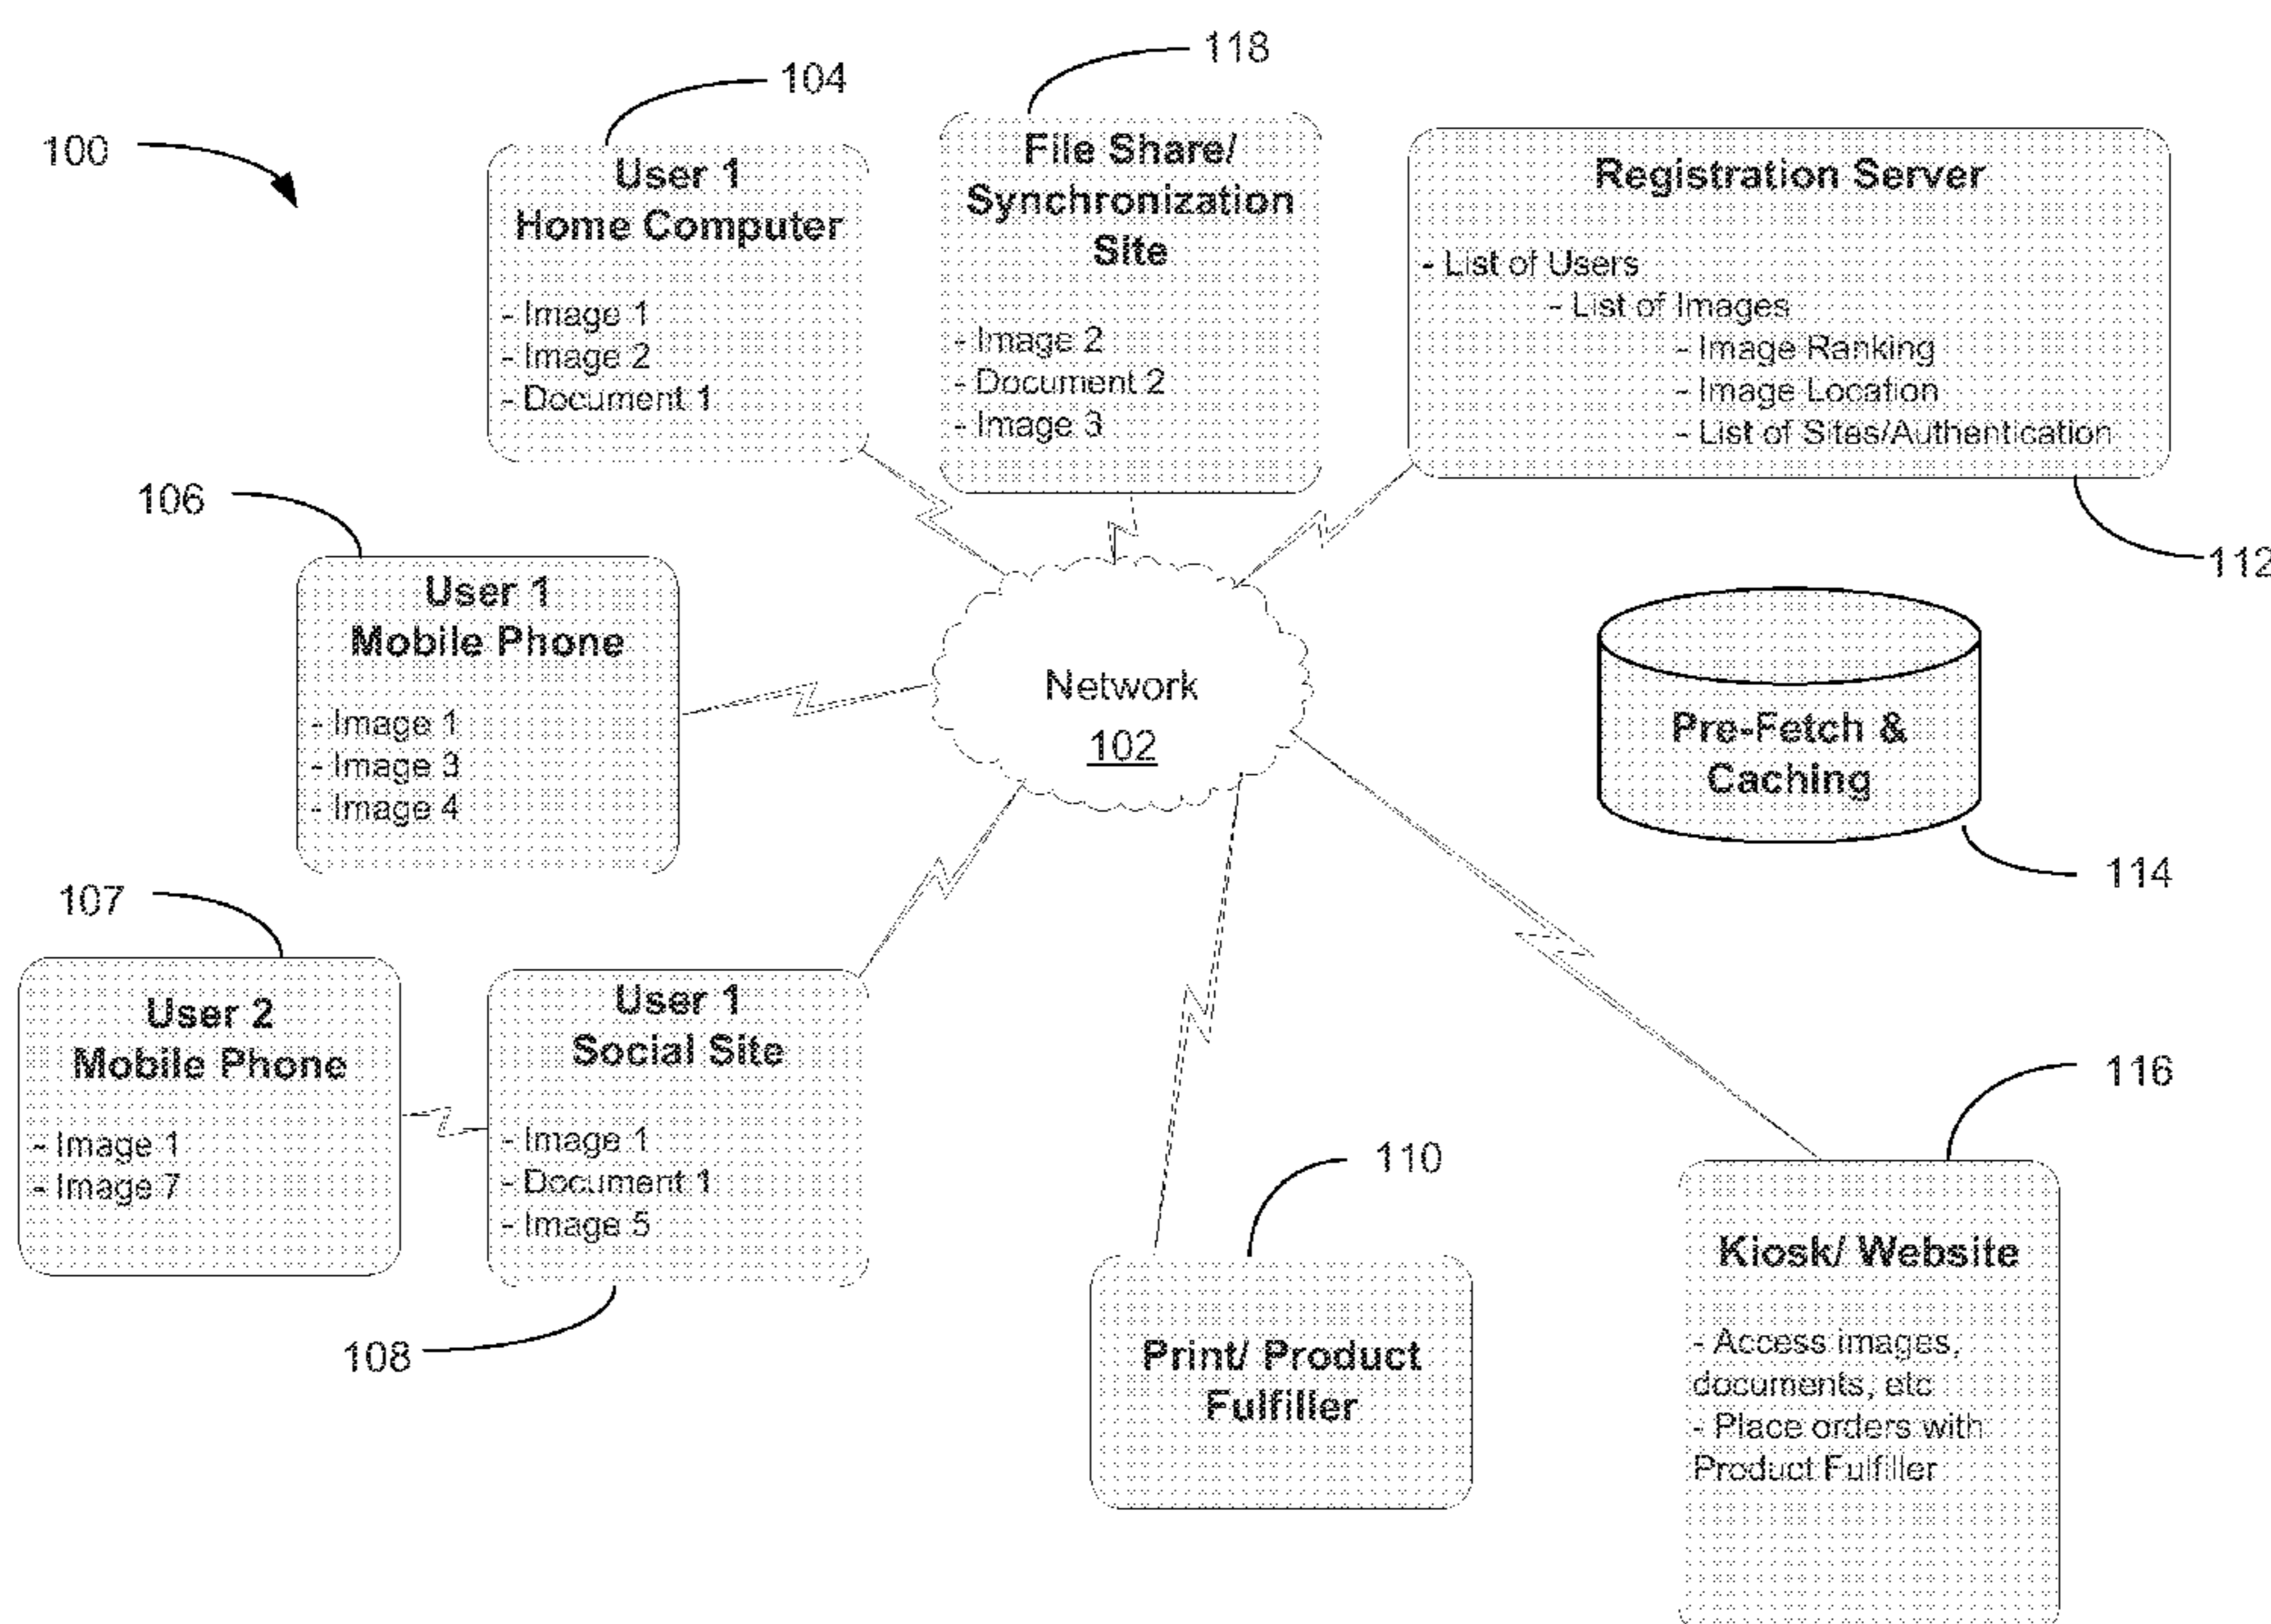 100
104
User 1
Home Computer
- Image 1
- Image 2
- Document 1
118
File Share/
Synchronization
Site
- Image 2
- Document 2
- Image 3
Registration Server
- List of Users
- List of Images
- Image Ranking
- Image Location
- List of Sites/Authentication
112
106
User 1
Mobile Phone
- Image 1
- Image 3
- Image 4
Network
102
Pre-Fetch &
Caching
114
107
User 2
Mobile Phone
- Image 1
- Image 7
User 1
Social Site
- Image 1
- Document 1
- Image 5
108
110
Print/ Product
Fulfiller
116
Kiosk/ Website
- Access images,
documents, etc
- Place orders with
Product Fulfiller